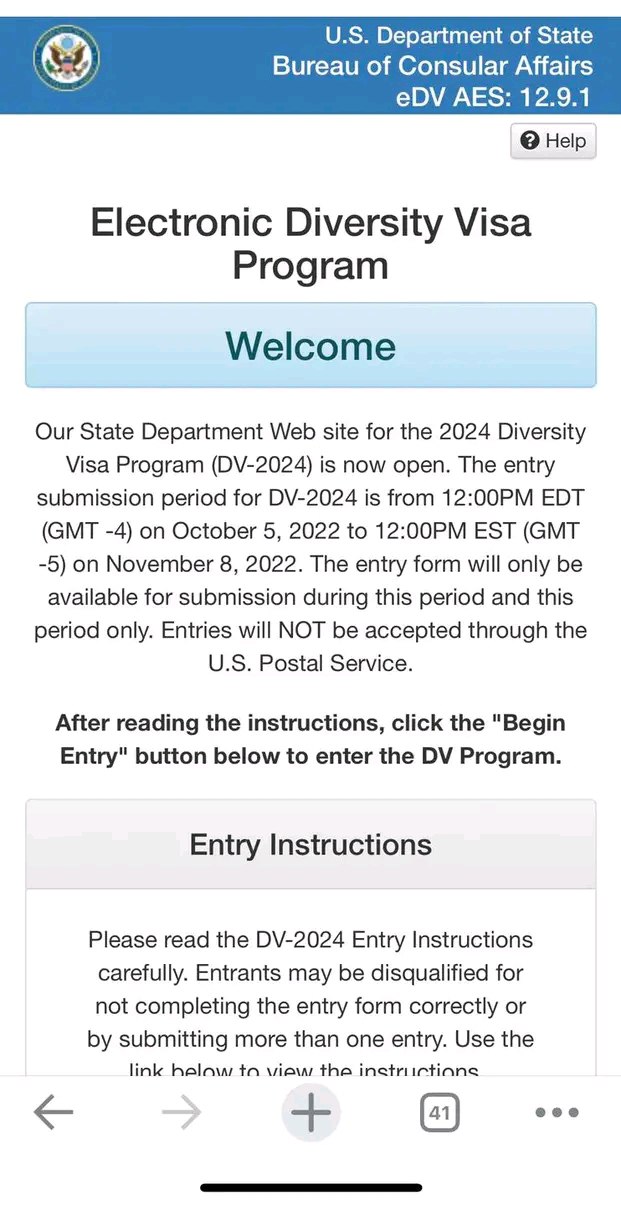 U.S. Department of State
Bureau of Consular Affairs
eDV AES: 12.9.1
Help
Electronic Diversity Visa
Program
Welcome
Our State Department Web site for the 2024 Diversity
Visa Program (DV-2024) is now open. The entry
submission period for DV-2024 is from 12:00PM EDT
(GMT -4) on October 5, 2022 to 12:00PM EST (GMT
-5) on November 8, 2022. The entry form will only be
available for submission during this period and this
period only. Entries will NOT be accepted through the
U.S. Postal Service.
After reading the instructions, click the "Begin
Entry" button below to enter the DV Program.
Entry Instructions
Please read the DV-2024 Entry Instructions
carefully. Entrants may be disqualified for
not completing the entry form correctly or
by submitting more than one entry. Use the
link below to view the instructions
41